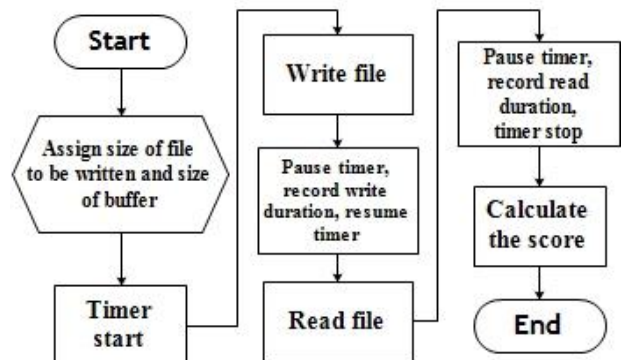 Start
Assign size of file
to be written and size
of buffer
Timer
start
Write file
Pause timer,
record write
duration, resume
timer
Read file
Pause timer,
record read
duration,
timer stop
Calculate
the score
End